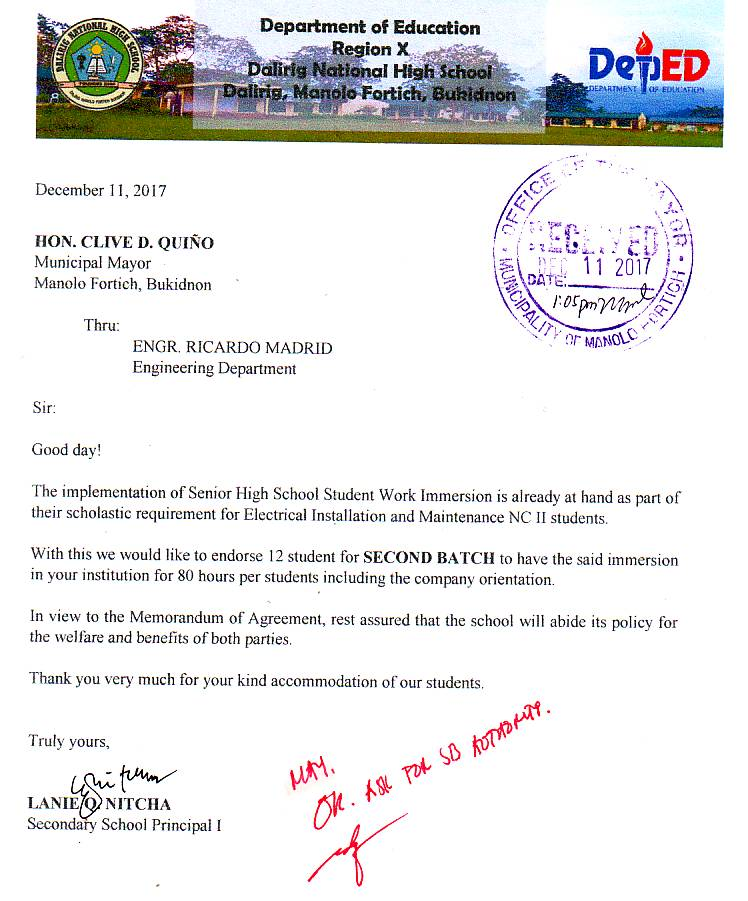 DALIRIG NATIONAL HIGH SCHOOL
Department of Education
Region X
Dalirig National High School
Dalirig, Manolo Fortich, Bukidnon
DepED
DEPARTMENT OF EDUCATION
December 11, 2017
OFFICE OF THE MAYOR
RECEIVED
DEC 11 2017
DATE:
1:05pm
MUNICIPALITY OF MANOLO FORTICH
HON. CLIVE D. QUIÑO
Municipal Mayor
Manolo Fortich, Bukidnon
Thru:
ENGR. RICARDO MADRID
Engineering Department
Sir:
Good day!
The implementation of Senior High School Student Work Immersion is already at hand as part of
their scholastic requirement for Electrical Installation and Maintenance NC II students.
With this we would like to endorse 12 student for SECOND BATCH to have the said immersion
in your institution for 80 hours per students including the company orientation.
In view to the Memorandum of Agreement, rest assured that the school will abide its policy for
the welfare and benefits of both parties.
Thank you very much for your kind accommodation of our students.
Truly yours,
LANIE Q. NITCHA
Secondary School Principal I
OK. ASK FOR SB AUTHORITY.